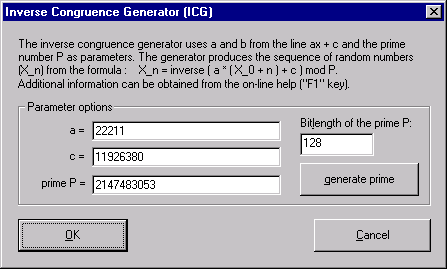 Inverse Congruence Generator (ICG)
The inverse congruence generator uses a and b from the line ax + c and the prime
number P as parameters. The generator produces the sequence of random numbers
(X_n) from the formula : X_n = inverse ( a * ( X_0 + n ) + c ) mod P.
Additional information can be obtained from the on-line help ("F1" key).
Parameter options
a = 22211
Bitlength of the prime P:
c = 11926380
128
prime P = 2147483053
generate prime
OK
Cancel